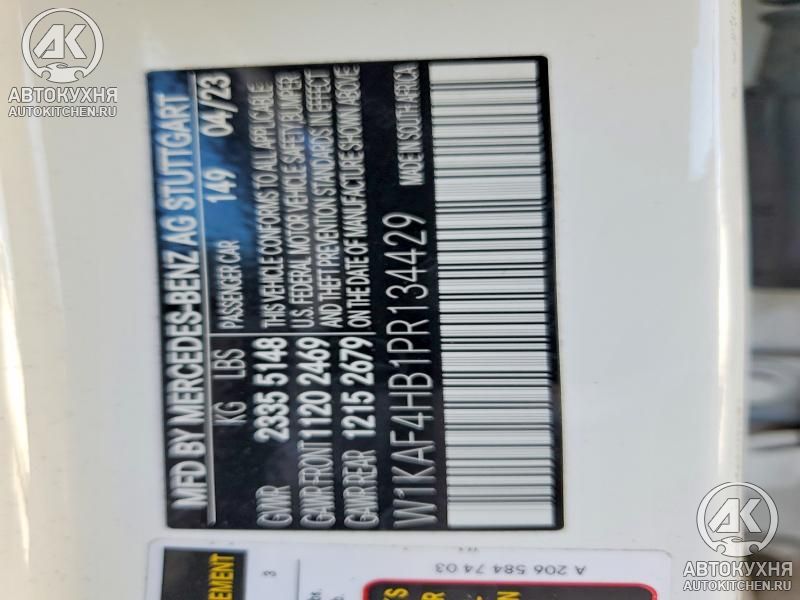 AK
АВТОКУХНЯ
AUTOKITCHEN.RU
MFD BY MERCEDES-BENZ AG STUTTGART
KG LBS PASSENGER CAR 149 04/23
GVWR 2335 5148 THIS VEHICLE CONFORMS TO ALL APPLICABLE
GAWR FRONT 1120 2469 U.S. FEDERAL MOTOR VEHICLE SAFETY BUMPER
GAWR REAR 1215 2679 AND THEFT PREVENTION STANDARDS IN EFFECT
ON THE DATE OF MANUFACTURE SHOWN ABOVE
W1KAF4HB1PR134429 MADE IN SOUTH AFRICA
EMENT
3
A 206 584 74 03
AK
АВТОКУХНЯ
AUTOKITCHEN.RU